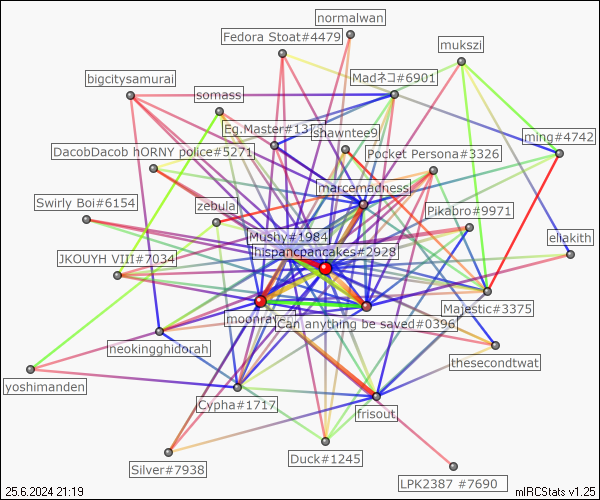 normalwan
Fedora Stoat#4479
mukszi
bigcitysamurai
Madネコ#6901
somass
Eg.Master#13
shawntee9
ming#4742
DacobDacob hORNY police#5271
Pocket Persona#3326
marcemadness
Swirly Boi#6154
zebula
Pikabro#9971
Mushy#1984
eliakith
hispancpancakes#2928
JKOUYH VIII#7034
Majestic#3375
moonra
Can anything be saved#0396
neokingghidorah
thesecondtwat
yoshimanden
Cypha#1717
frisout
Duck#1245
Silver#7938
LPK2387 #7690
25.6.2024 21:19
mIRCStats v1.25